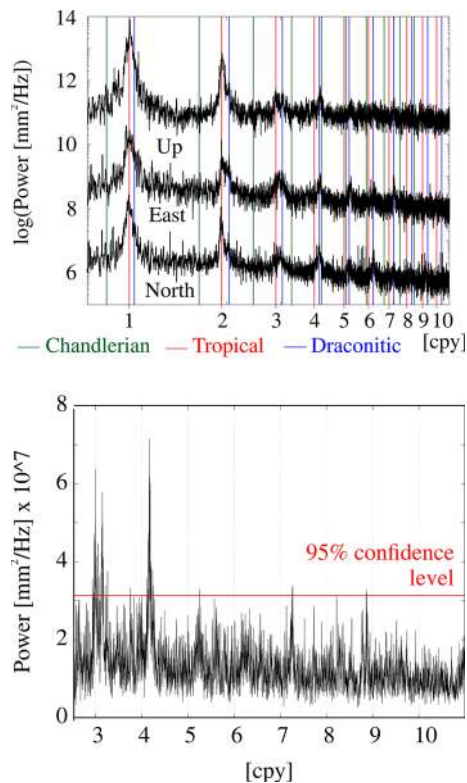 log(Power [mm²/Hz])
14
12
10
8
6
Up
East
North
1 2 3 4 5 6 7 8 9 10
[cpy]
Chandlerian Tropical Draconitic
Power [mm²/Hz] x 10^7
8
6
4
2
0
95% confidence
level
3 4 5 6 7 8 9 10
[cpy]